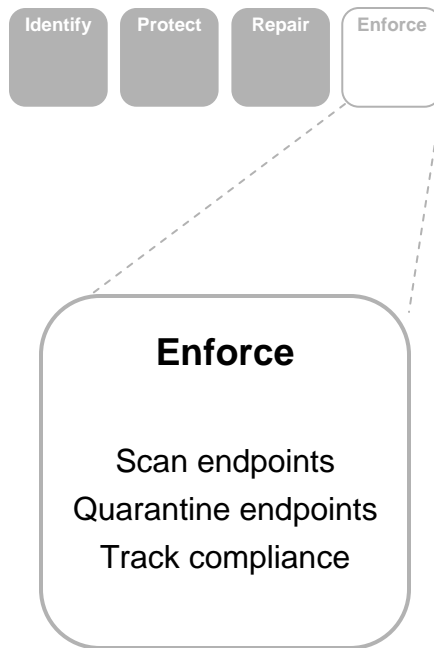 Identify Protect Repair Enforce
Enforce
Scan endpoints
Quarantine endpoints
Track compliance